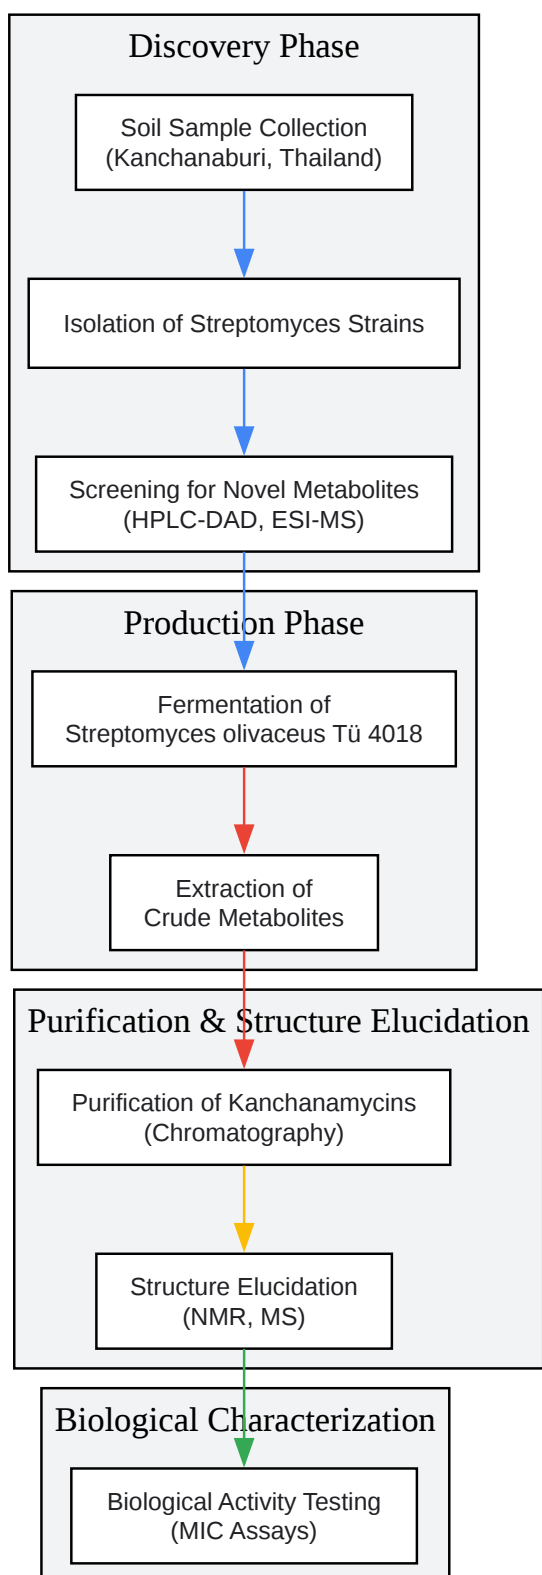 Discovery Phase
Soil Sample Collection
(Kanchanaburi, Thailand)
Isolation of Streptomyces Strains
Screening for Novel Metabolites
(HPLC-DAD, ESI-MS)
Production Phase
Fermentation of
Streptomyces olivaceus Tü 4018
Extraction of
Crude Metabolites
Purification & Structure Elucidation
Purification of Kanchanamycins
(Chromatography)
Structure Elucidation
(NMR, MS)
Biological Characterization
Biological Activity Testing
(MIC Assays)